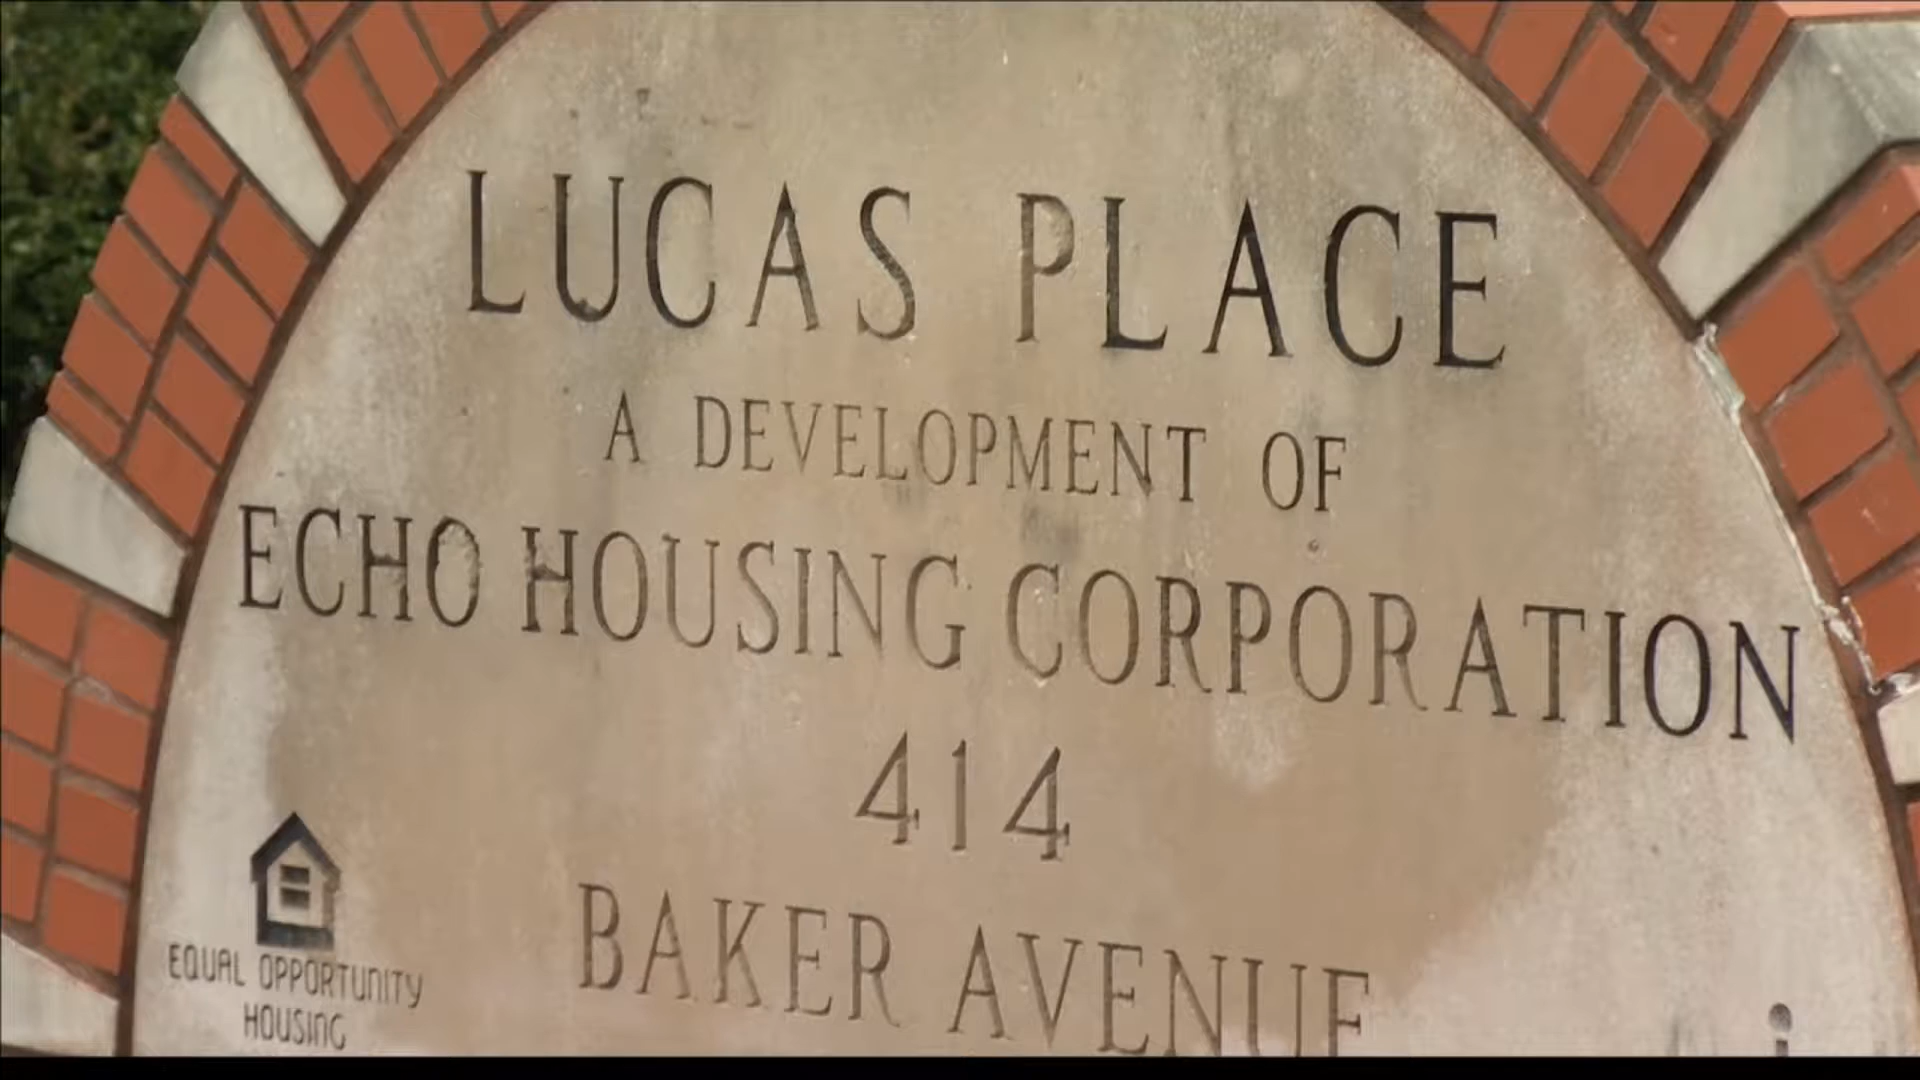 LUCAS PLACE
A DEVELOPMENT OF
ECHO HOUSING CORPORATION
414
BAKER AVENUE
EQUAL OPPORTUNITY
HOUSING